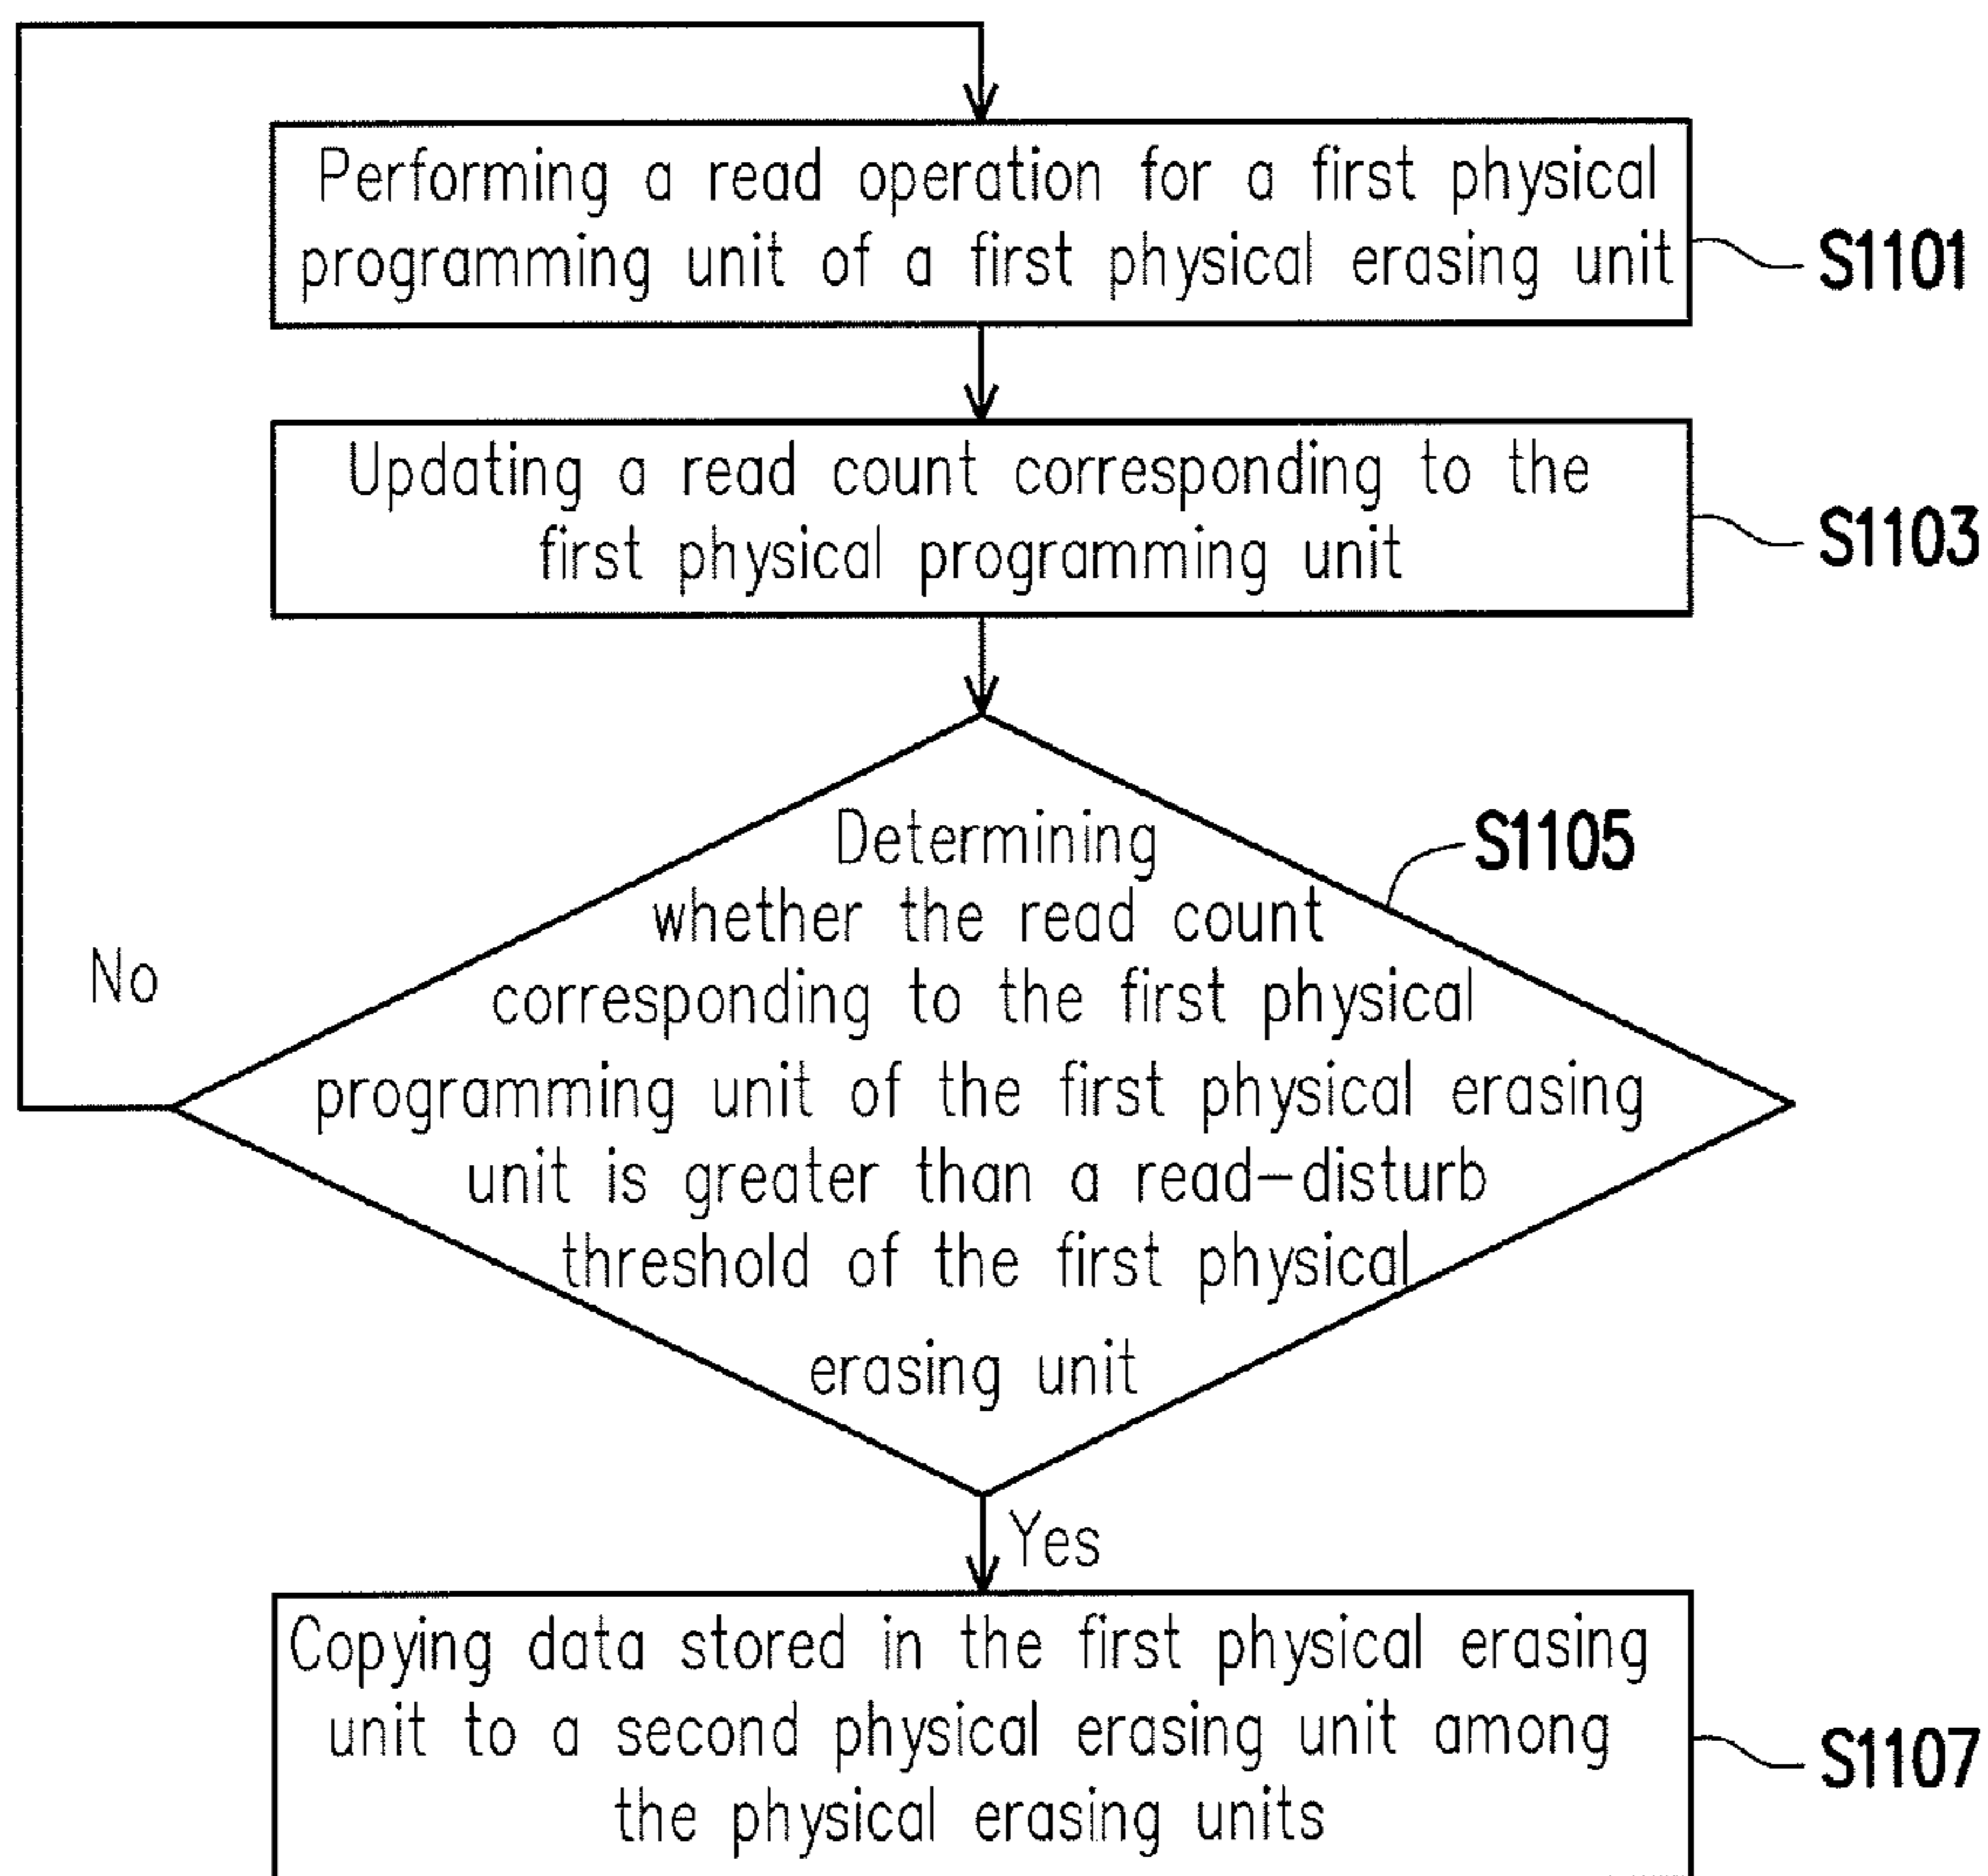 Performing a read operation for a first physical
programming unit of a first physical erasing unit
S1101
Updating a read count corresponding to the
first physical programming unit
S1103
Determining
whether the read count
corresponding to the first physical
programming unit of the first physical erasing
unit is greater than a read-disturb
threshold of the first physical
erasing unit
S1105
No
Yes
Copying data stored in the first physical erasing
unit to a second physical erasing unit among
the physical erasing units
S1107